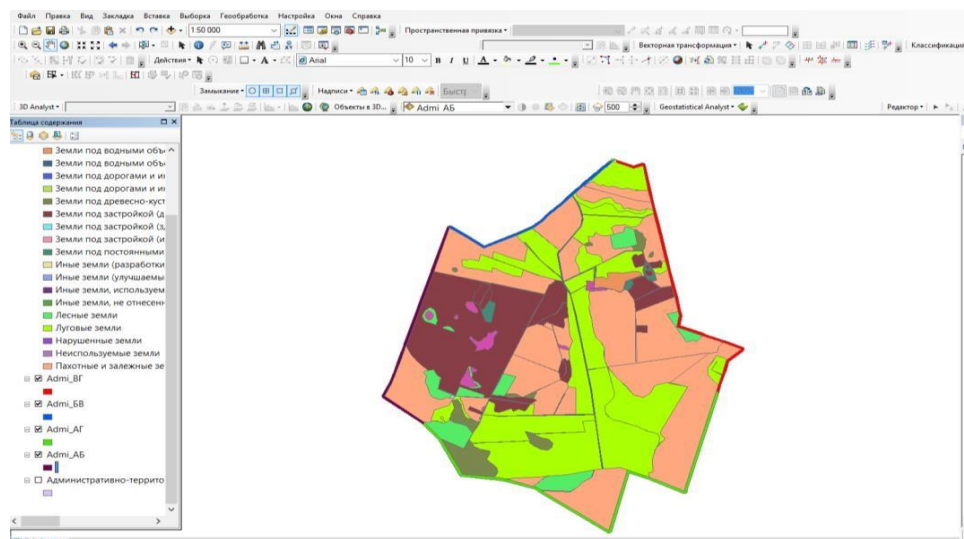 Файл Правка Вид Закладка Вставка Выборка Геообработка Настройка Окна Справка
1:50 000 Пространственная привязка
Векторная трансформация Классификация
Действия А Arial 10 B I U A
Замыкание Надписи Быстр
3D Analyst Объекты в 3D... Admi АБ 500 Geostatistical Analyst Редактор
Таблица содержания
Земли под водными объ
Земли под водными объ
Земли под дорогами и и
Земли под дорогами и и
Земли под древесно-куст
Земли под застройкой (д
Земли под застройкой (з,
Земли под застройкой (и
Земли под постоянными
Иные земли (разработки
Иные земли (улучшаемы
Иные земли, используем
Иные земли, не отнесен
Лесные земли
Луговые земли
Нарушенные земли
Неиспользуемые земли
Пахотные и залежные зе
Admi_ВГ
Admi_БВ
Admi_АГ
Admi_АБ
Административно-террито